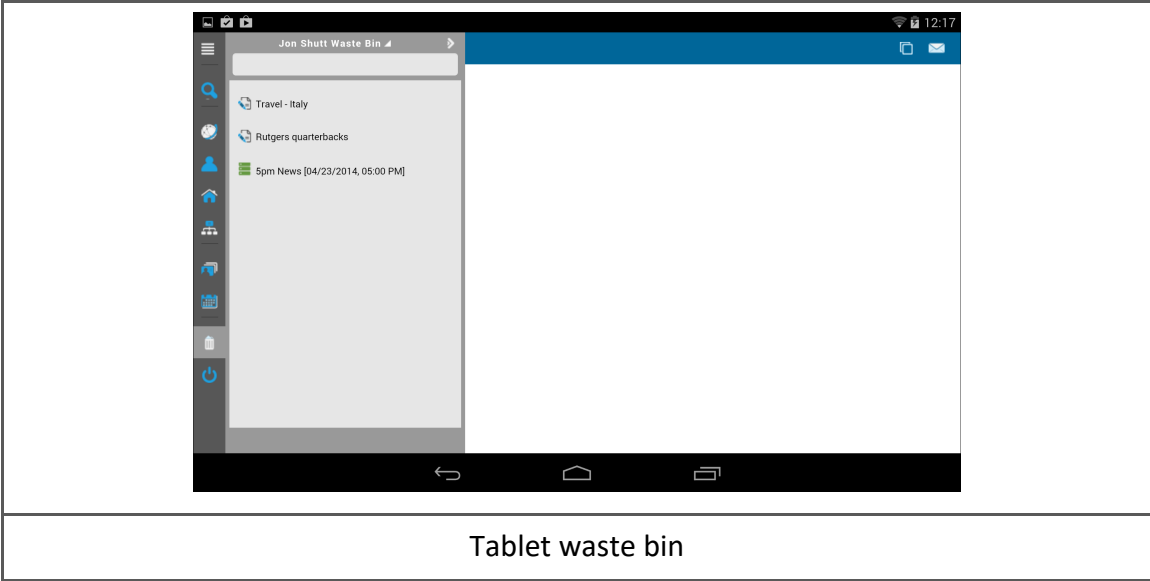 12:17
Jon Shutt Waste Bin
Travel - Italy
Rutgers quarterbacks
5pm News [04/23/2014, 05:00 PM]
Tablet waste bin